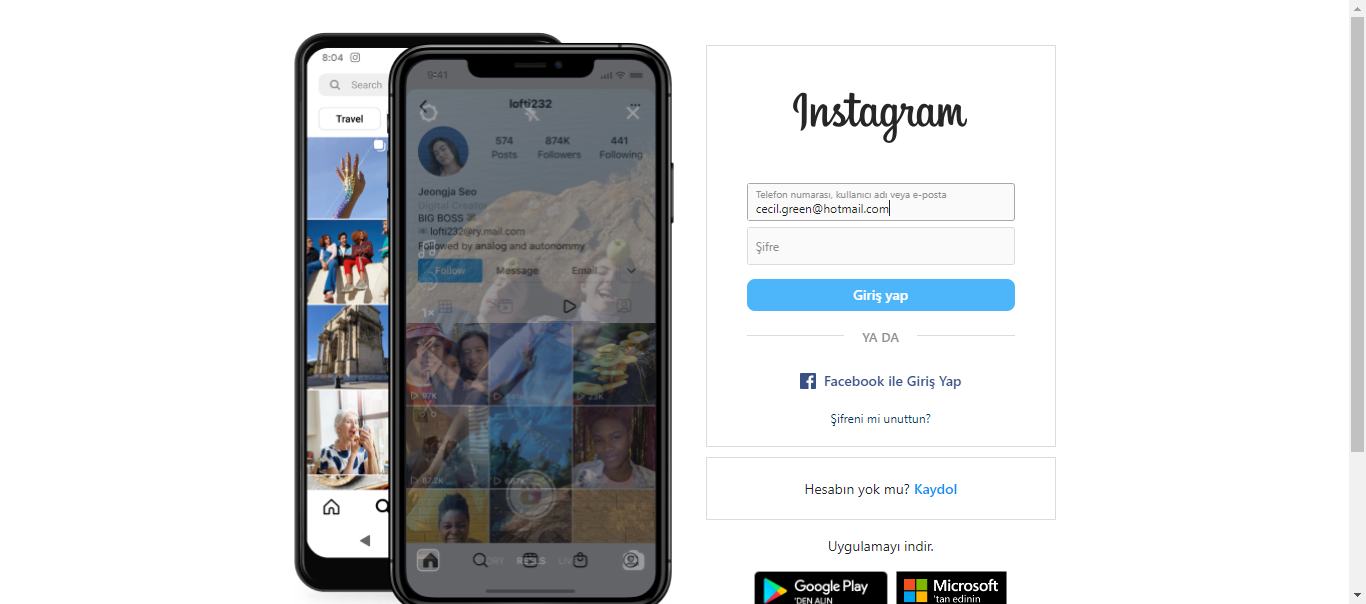 8:04
Search
Travel
9:41
lofti232
574
874K
441
Posts
Followers
Following
Jeongja Seo
Digital Creator
BIG BOSS
lofti232@ry.mail.com
Followed by analog and autonommy
Follow
Message
Email
1×
97K
23K
87.2K
REELS
Instagram
Telefon numarası, kullanıcı adı veya e-posta
cecil.green@hotmail.com
Şifre
Giriş yap
YA DA
Facebook ile Giriş Yap
Şifreni mi unuttun?
Hesabın yok mu? Kaydol
Uygulamayı indir.
Google Play
'DEN ALIN
Microsoft
'tan edinin